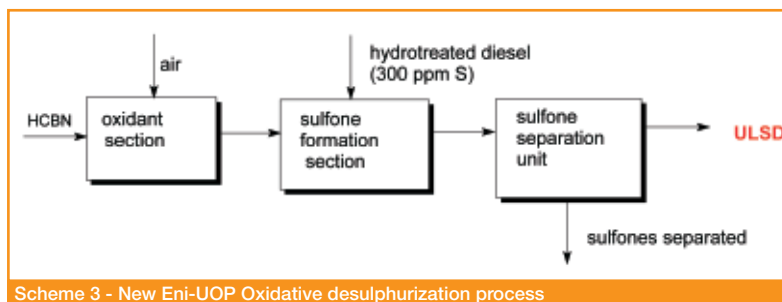 air
hydrotreated diesel
(300 ppm S)
HCBN
oxidant
section
sulfone
formation
section
sulfone
separation
unit
ULSD
sulfones separated
Scheme 3 - New Eni-UOP Oxidative desulphurization process